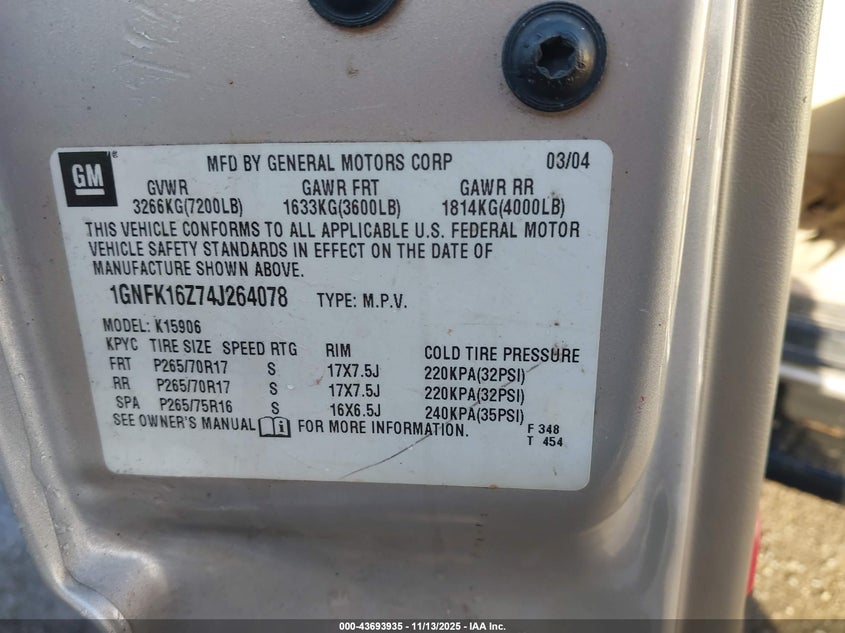 GM ®
MFD BY GENERAL MOTORS CORP 03/04
GVWR GAWR FRT GAWR RR
3266KG(7200LB) 1633KG(3600LB) 1814KG(4000LB)
THIS VEHICLE CONFORMS TO ALL APPLICABLE U.S. FEDERAL MOTOR
VEHICLE SAFETY STANDARDS IN EFFECT ON THE DATE OF
MANUFACTURE SHOWN ABOVE.
1GNFK16Z74J264078 TYPE: M.P.V.
MODEL: K15906
KPYC TIRE SIZE SPEED RTG RIM COLD TIRE PRESSURE
FRT P265/70R17 S 17X7.5J 220KPA(32PSI)
RR P265/70R17 S 17X7.5J 220KPA(32PSI)
SPA P265/75R16 S 16X6.5J 240KPA(35PSI)
SEE OWNER'S MANUAL i FOR MORE INFORMATION.
F 348
T 454
000-43693935 - 11/13/2025 - IAA Inc.